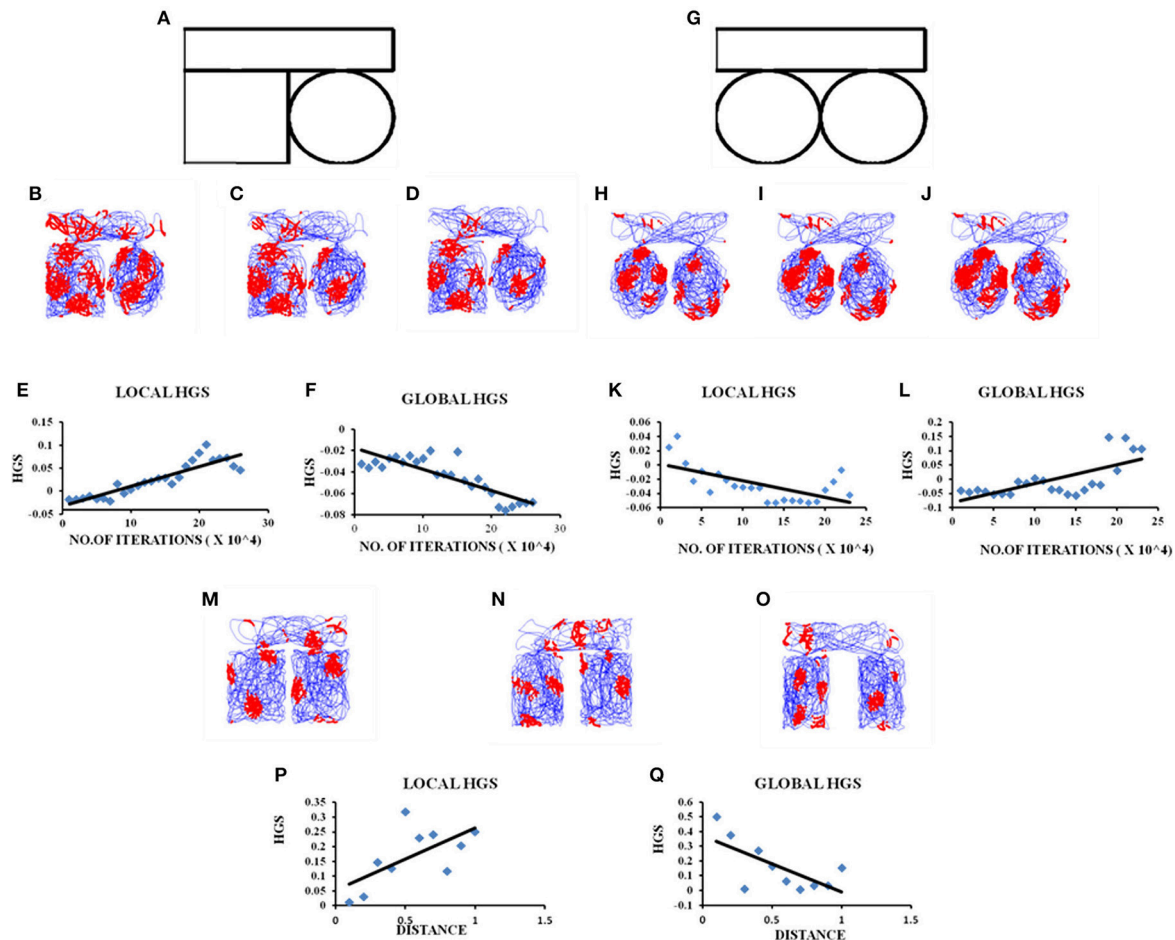 A
G
B
C
D
H
I
J
E
LOCAL HGS
HGS
0.15
0.1
0.05
0
-0.05
0
10
20
30
NO.OF ITERATIONS ( X 10^4)
F
GLOBAL HGS
HGS
0
-0.02
-0.04
-0.06
-0.08
0
10
20
30
NO. OF ITERATIONS ( X 10^4)
K
LOCAL HGS
HGS
0.06
0.04
0.02
0
-0.02
-0.04
-0.06
0
5
10
15
20
25
NO. OF ITERATIONS ( X 10^4)
L
GLOBAL HGS
HGS
0.2
0.15
0.1
0.05
0
-0.05
-0.1
0
5
10
15
20
25
NO.OF ITERATIONS ( X 10^4)
M
N
O
P
LOCAL HGS
HGS
0.35
0.3
0.25
0.2
0.15
0.1
0.05
0
0
0.5
1
1.5
DISTANCE
Q
GLOBAL HGS
HGS
0.6
0.5
0.4
0.3
0.2
0.1
0
-0.1
0
0.5
1
1.5
DISTANCE